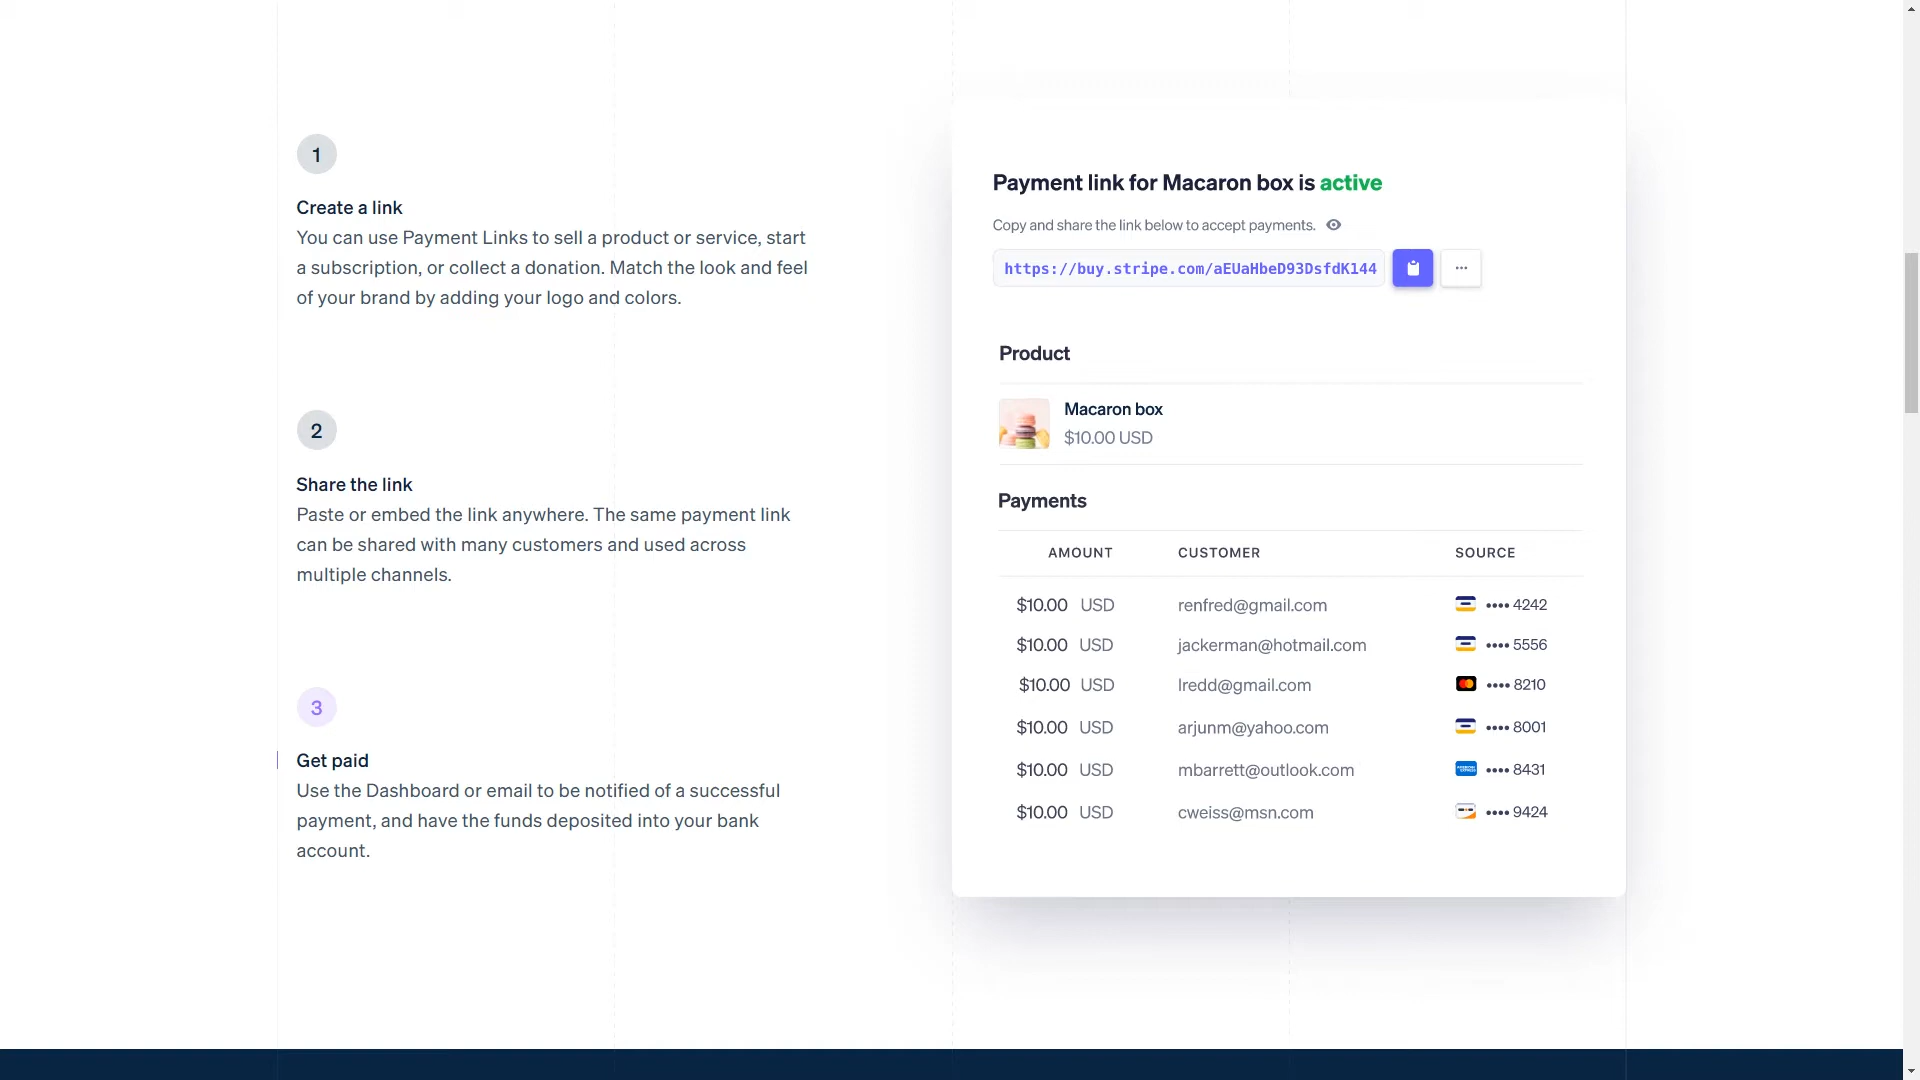 1
Create a link
You can use Payment Links to sell a product or service, start
a subscription, or collect a donation. Match the look and feel
of your brand by adding your logo and colors.
2
Share the link
Paste or embed the link anywhere. The same payment link
can be shared with many customers and used across
multiple channels.
3
Get paid
Use the Dashboard or email to be notified of a successful
payment, and have the funds deposited into your bank
account.
Payment link for Macaron box is active
Copy and share the link below to accept payments.
https://buy.stripe.com/aEUaHbeD93DsfdK144
Product
Macaron box
$10.00 USD
Payments
AMOUNT CUSTOMER SOURCE
$10.00 USD renfred@gmail.com •••• 4242
$10.00 USD jackerman@hotmail.com •••• 5556
$10.00 USD lredd@gmail.com •••• 8210
$10.00 USD arjunm@yahoo.com •••• 8001
$10.00 USD mbarrett@outlook.com •••• 8431
$10.00 USD cweiss@msn.com •••• 9424